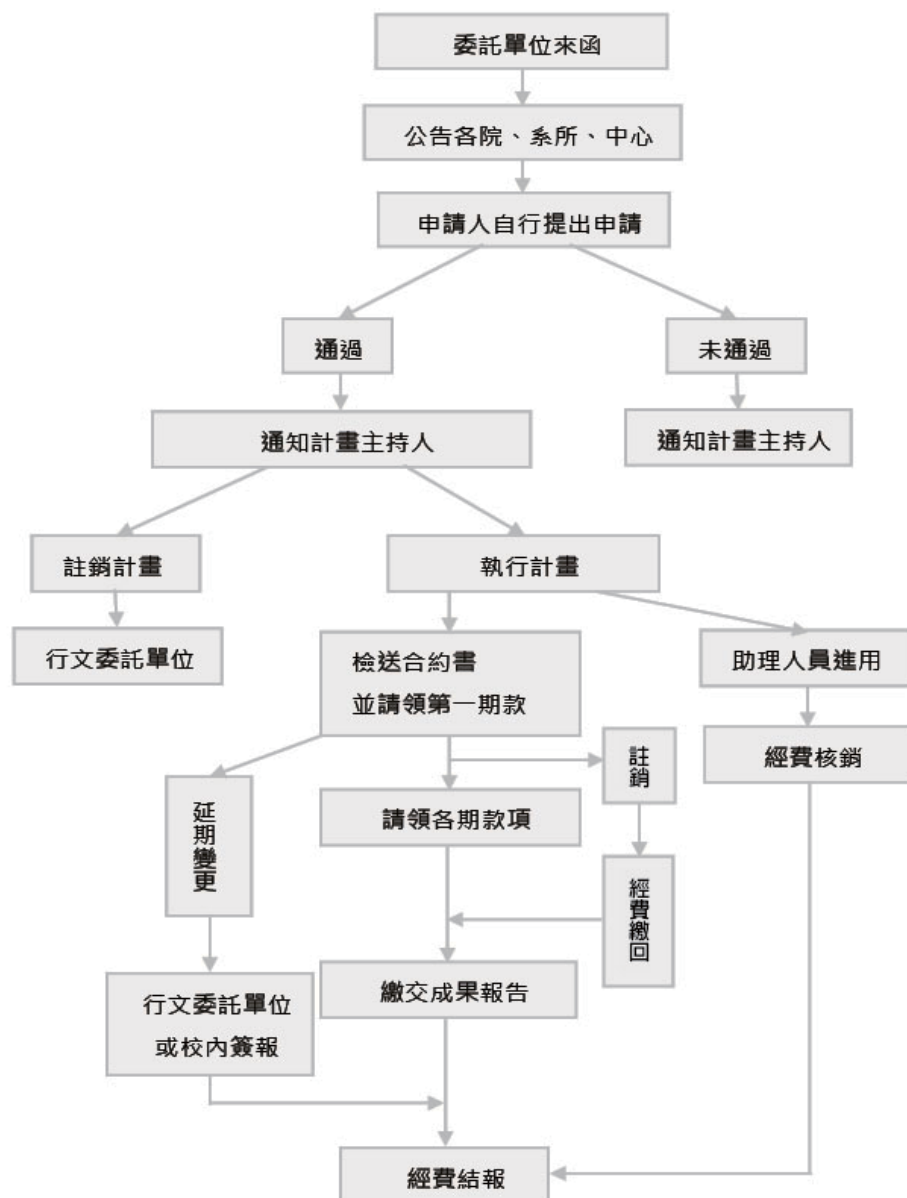 委託單位來函
公告各院、系所、中心
申請人自行提出申請
通過
未通過
通知計畫主持人
通知計畫主持人
註銷計畫
執行計畫
行文委託單位
檢送合約書
並請領第一期款
助理人員進用
註銷
經費核銷
延期變更
請領各期款項
經費繳回
繳交成果報告
行文委託單位
或校內簽報
經費結報